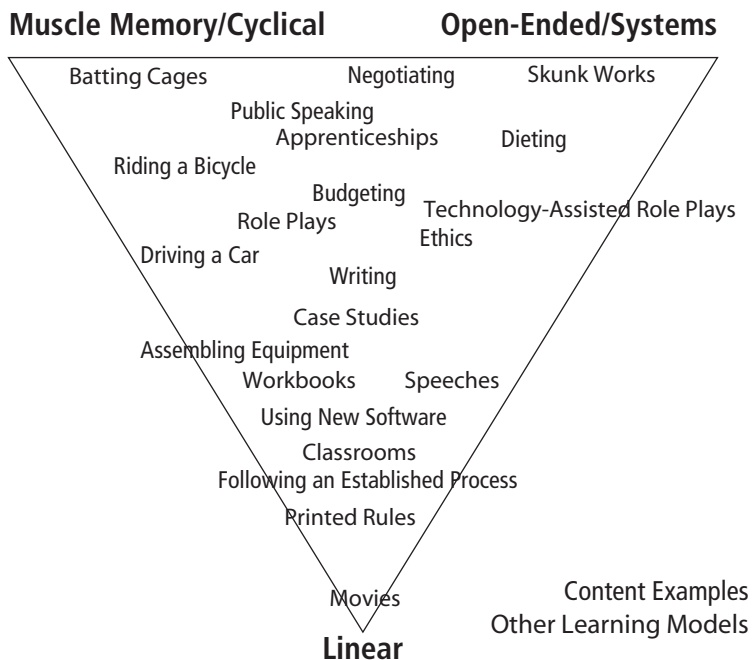 Muscle Memory/Cyclical Open-Ended/Systems
Batting Cages Negotiating Skunk Works
Public Speaking
Apprenticeships Dieting
Riding a Bicycle
Budgeting
Technology-Assisted Role Plays
Role Plays
Ethics
Driving a Car
Writing
Case Studies
Assembling Equipment
Workbooks Speeches
Using New Software
Classrooms
Following an Established Process
Printed Rules
Movies
Content Examples
Other Learning Models
Linear